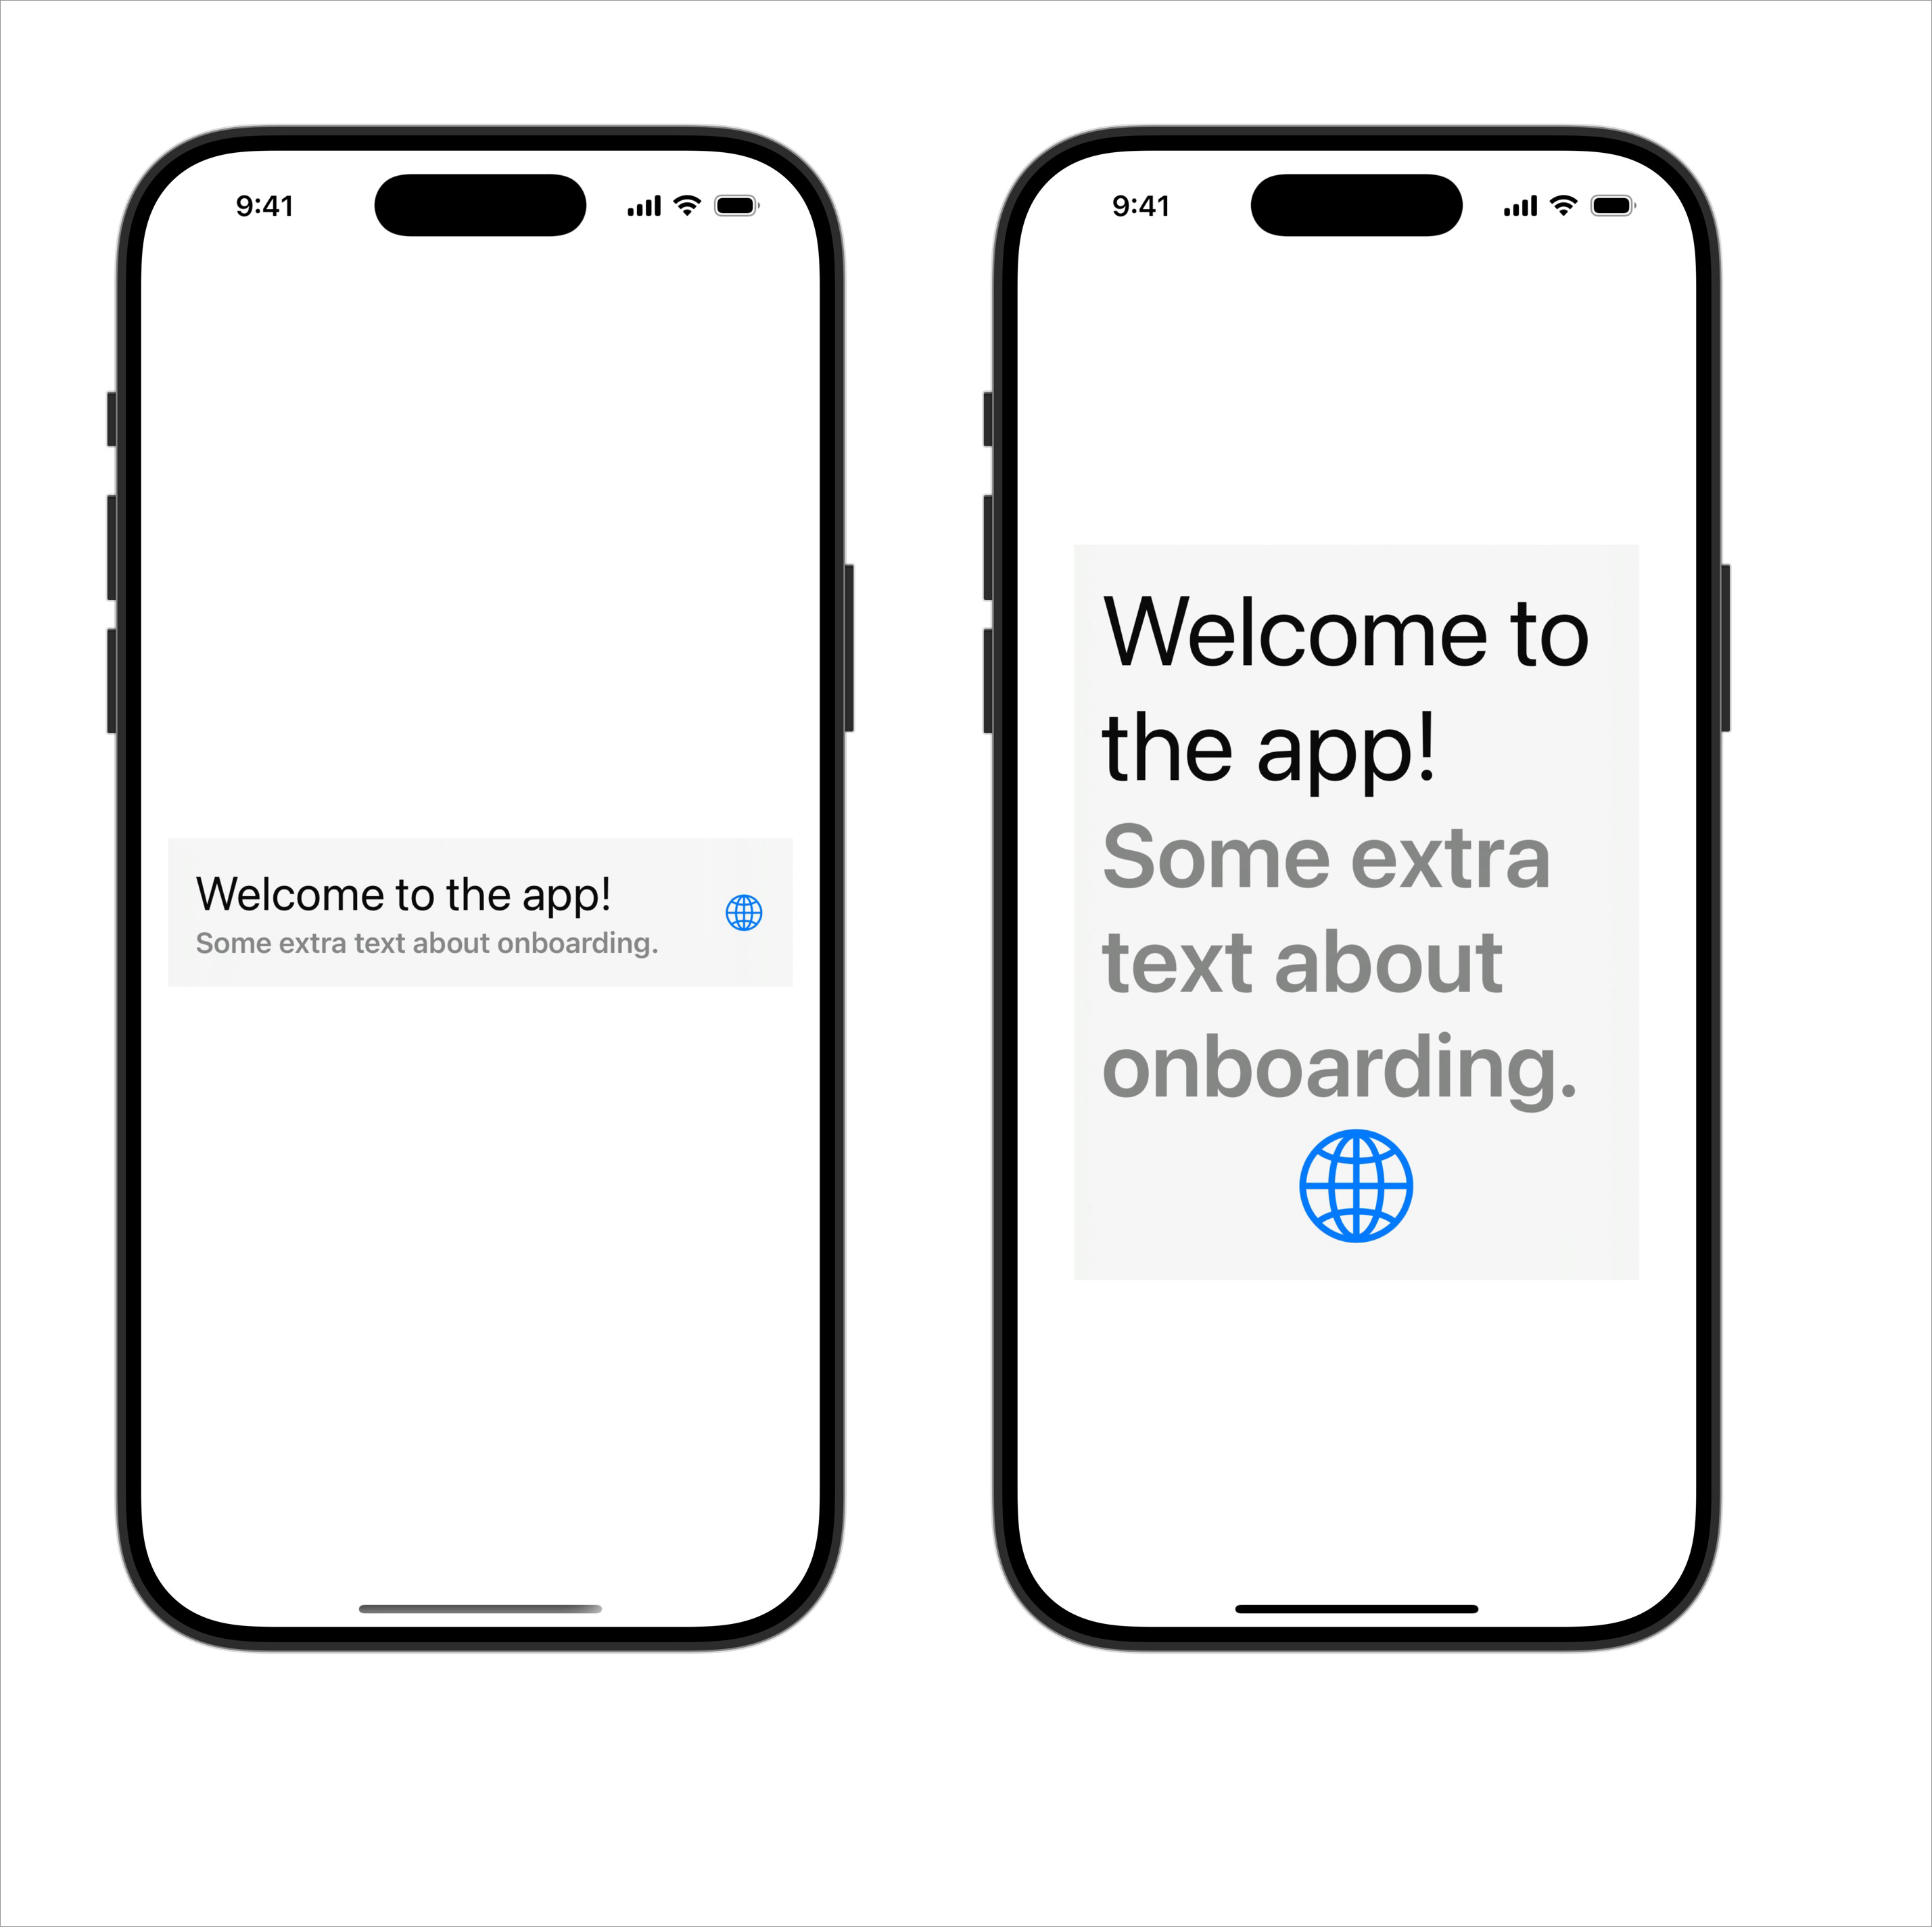 9:41
Welcome to the app!
Some extra text about onboarding.
9:41
Welcome to
the app!
Some extra
text about
onboarding.